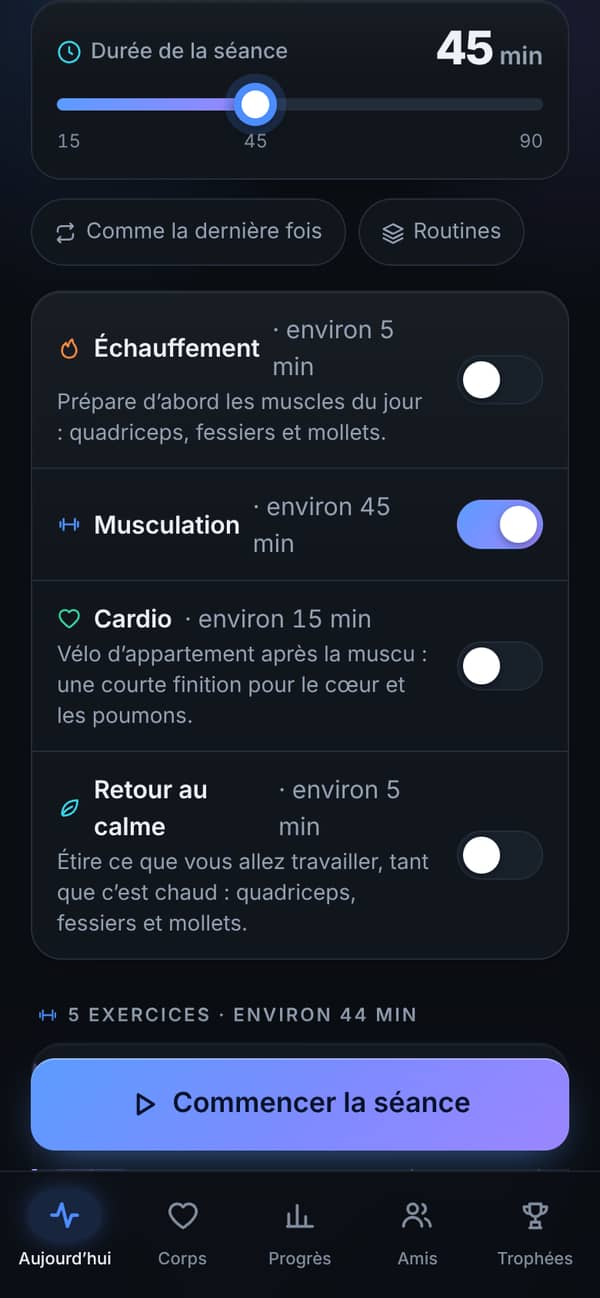 Durée de la séance
45 min
15 45 90
Comme la dernière fois
Routines
Échauffement · environ 5
min
Prépare d’abord les muscles du jour
: quadriceps, fessiers et mollets.
Musculation · environ 45
min
Cardio · environ 15 min
Vélo d’appartement après la muscu :
une courte finition pour le cœur et
les poumons.
Retour au
calme
· environ 5
min
Étire ce que vous allez travailler, tant
que c’est chaud : quadriceps,
fessiers et mollets.
5 EXERCICES · ENVIRON 44 MIN
Commencer la séance
Aujourd’hui
Corps
Progrès
Amis
Trophées